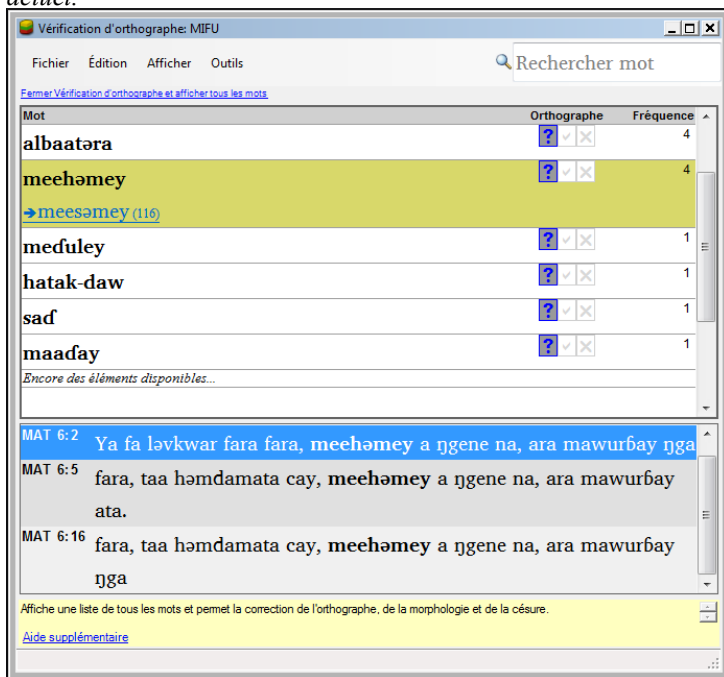 actuel.
Vérification d'orthographe: MIFU
Fichier Édition Afficher Outils Rechercher mot
Fermer Vérification d'orthographe et afficher tous les mots
Mot Orthographe Fréquence
albaatəra ? 4
meehəmey ? 4
➔meesəmey (116)
meɗuley ? 1
hatak-daw ? 1
saɗ ? 1
maaɗay ? 1
Encore des éléments disponibles...
MAT 6:2 Ya fa ləvkwar fara fara, meehəmey a ŋgene na, ara mawurɓay ŋga
MAT 6:5 fara, taa həmdamata cay, meehəmey a ŋgene na, ara mawurɓay
ata.
MAT 6:16 fara, taa həmdamata cay, meehəmey a ŋgene na, ara mawurɓay
ŋga
Affiche une liste de tous les mots et permet la correction de l'orthographe, de la morphologie et de la césure.
Aide supplémentaire